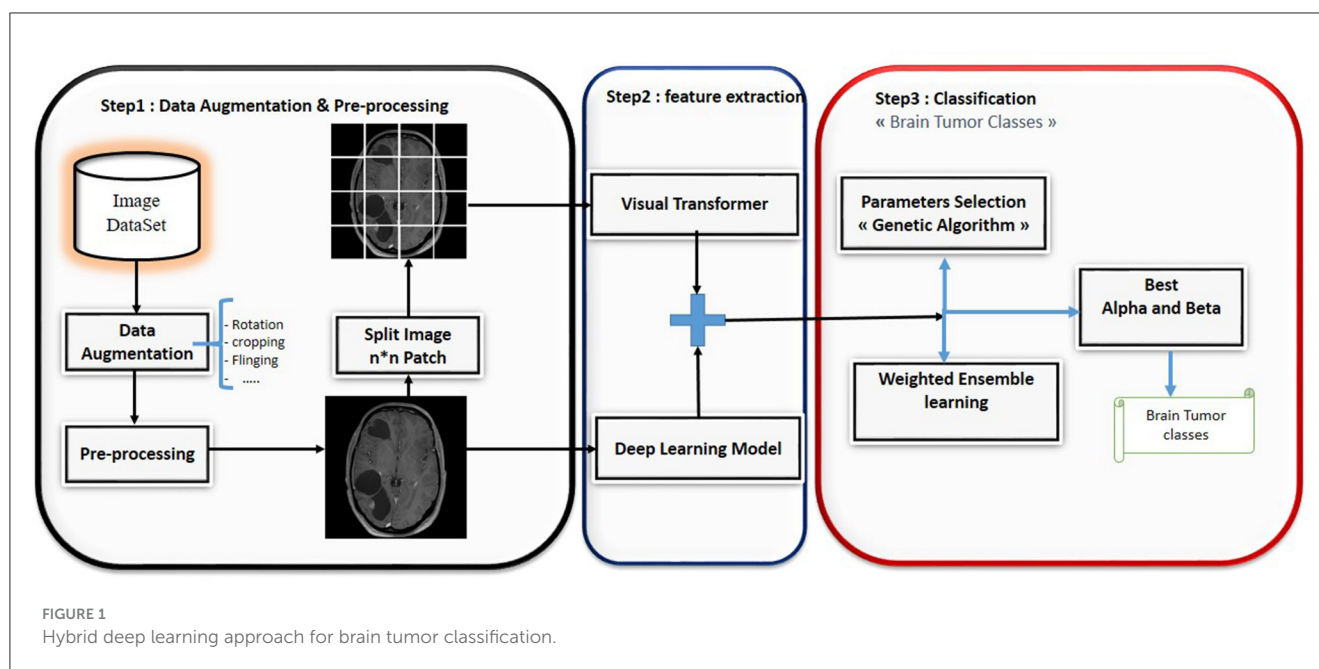 Step1 : Data Augmentation & Pre-processing
Image
DataSet
Data
Augmentation
- Rotation
- cropping
- Flinging
- .....
Pre-processing
Split Image
n*n Patch
Step2 : feature extraction
Visual Transformer
Deep Learning Model
Step3 : Classification
« Brain Tumor Classes »
Parameters Selection
« Genetic Algorithm »
Weighted Ensemble
learning
Best
Alpha and Beta
Brain Tumor
classes
FIGURE 1
Hybrid deep learning approach for brain tumor classification.